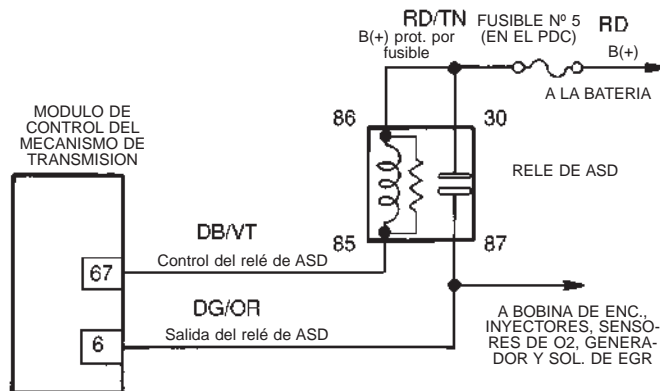 RD/TN
FUSIBLE Nº 5
(EN EL PDC)
RD
B(+) prot. por
fusible
B(+)
A LA BATERIA
MODULO DE
CONTROL DEL
MECANISMO DE
TRANSMISION
86
30
RELE DE ASD
DB/VT
85
87
67
Control del relé de ASD
DG/OR
6
Salida del relé de ASD
A BOBINA DE ENC.,
INYECTORES, SENSO-
RES DE O2, GENERA-
DOR Y SOL. DE EGR